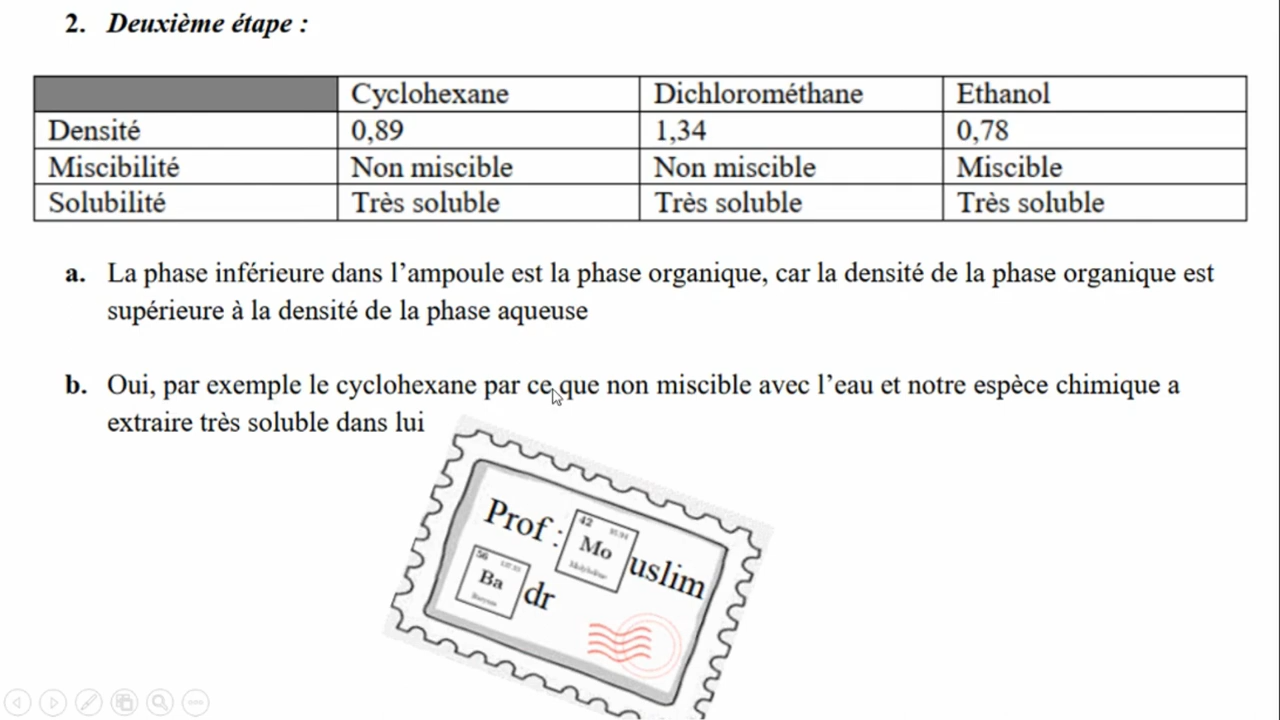 2. Deuxième étape :
Cyclohexane Dichlorométhane Ethanol
Densité 0,89 1,34 0,78
Miscibilité Non miscible Non miscible Miscible
Solubilité Très soluble Très soluble Très soluble
a. La phase inférieure dans l’ampoule est la phase organique, car la densité de la phase organique est
supérieure à la densité de la phase aqueuse
b. Oui, par exemple le cyclohexane par ce que non miscible avec l’eau et notre espèce chimique a
extraire très soluble dans lui
Prof : 42 Mo uslim
56 Ba dr